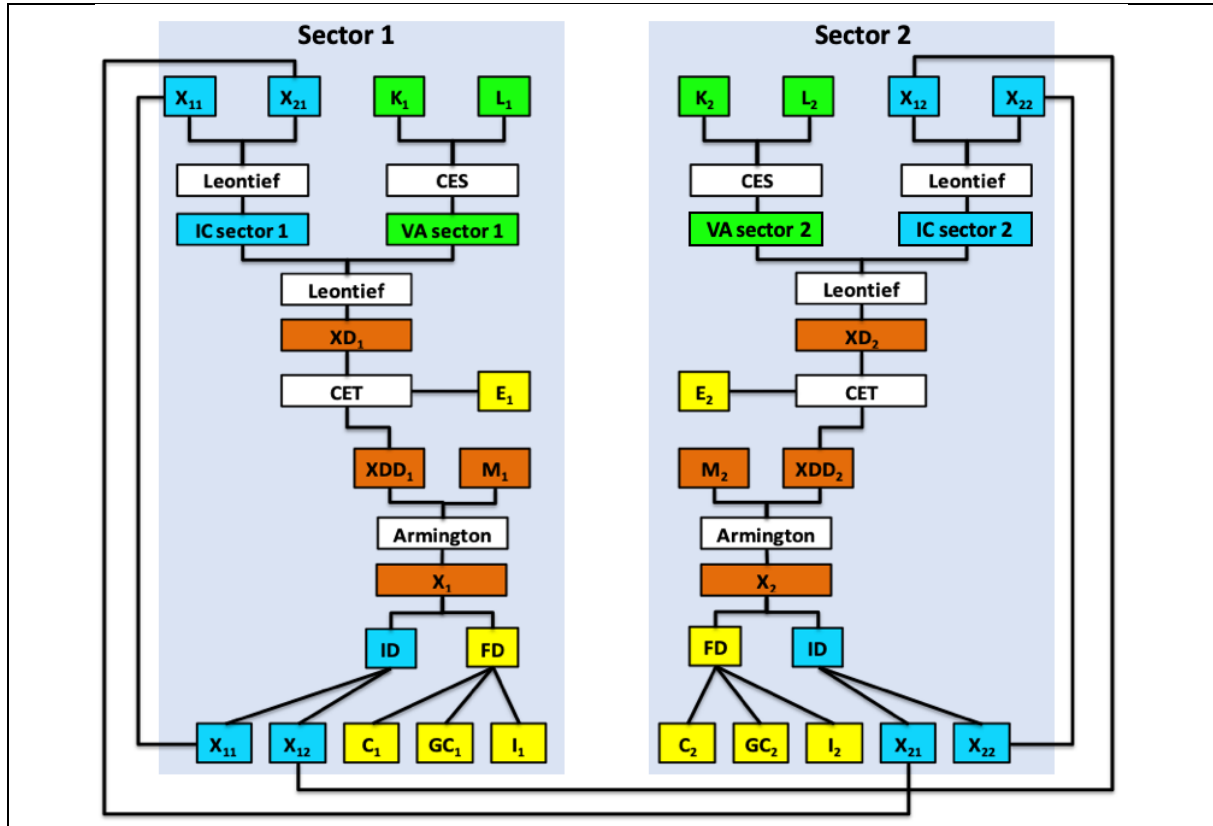 Sector 1
Sector 2
X₁₁ X₂₁ K₁ L₁
K₂ L₂ X₁₂ X₂₂
Leontief CES
CES Leontief
IC sector 1 VA sector 1
VA sector 2 IC sector 2
Leontief
Leontief
XD₁
XD₂
CET E₁
E₂ CET
XDD₁ M₁
M₂ XDD₂
Armington
Armington
X₁
X₂
ID FD
FD ID
X₁₁ X₁₂ C₁ GC₁ I₁
C₂ GC₂ I₂ X₂₁ X₂₂